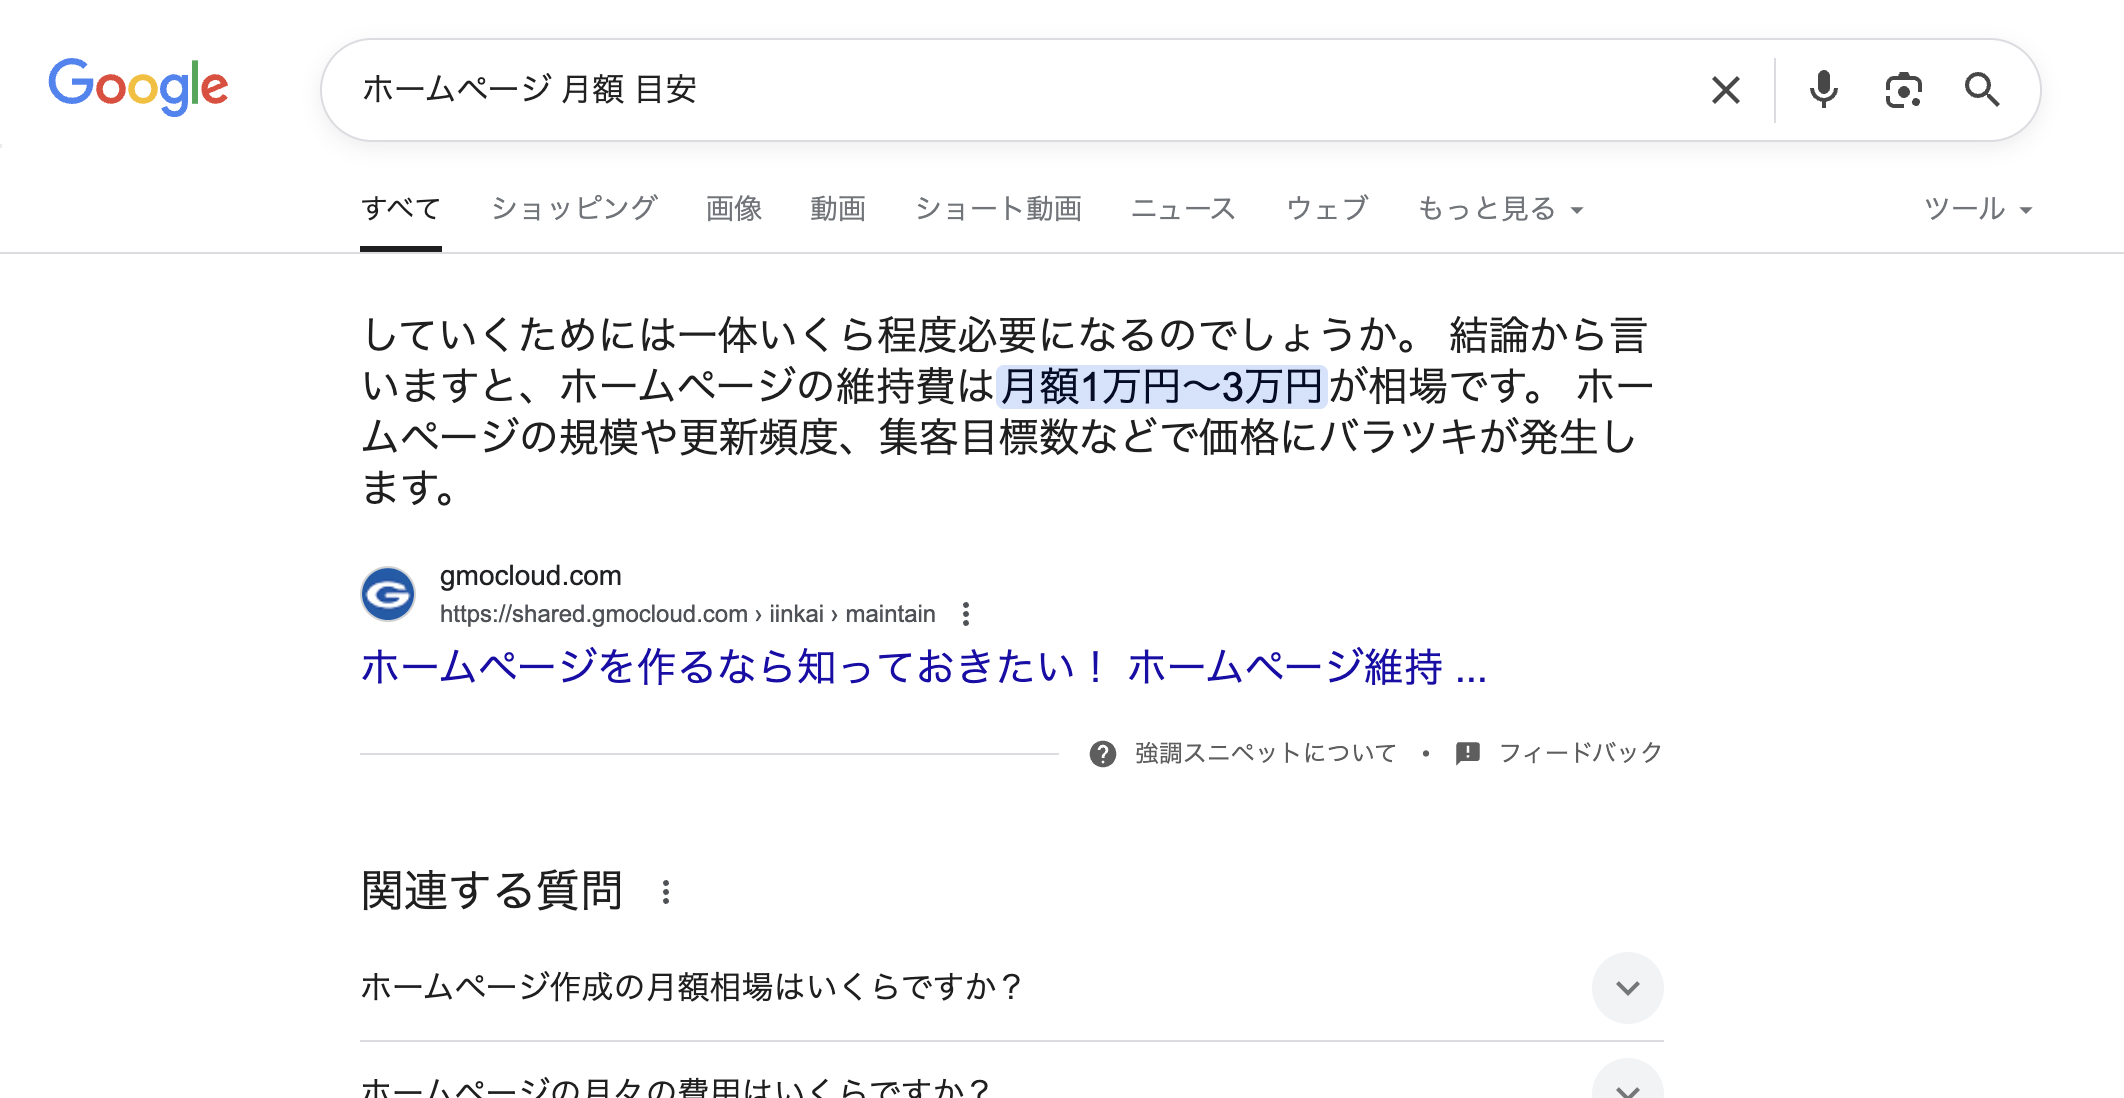 Google
ホームページ 月額 目安
すべて ショッピング 画像 動画 ショート動画 ニュース ウェブ もっと見る ツール
していくためには一体いくら程度必要になるのでしょうか。 結論から言
いますと、ホームページの維持費は月額1万円〜3万円が相場です。 ホー
ムページの規模や更新頻度、集客目標数などで価格にバラツキが発生し
ます。
gmocloud.com
https://shared.gmocloud.com › iinkai › maintain
ホームページを作るなら知っておきたい！ ホームページ維持 ...
強調スニペットについて • フィードバック
関連する質問
ホームページ作成の月額相場はいくらですか？
ホームページの月々の費用はいくらですか？